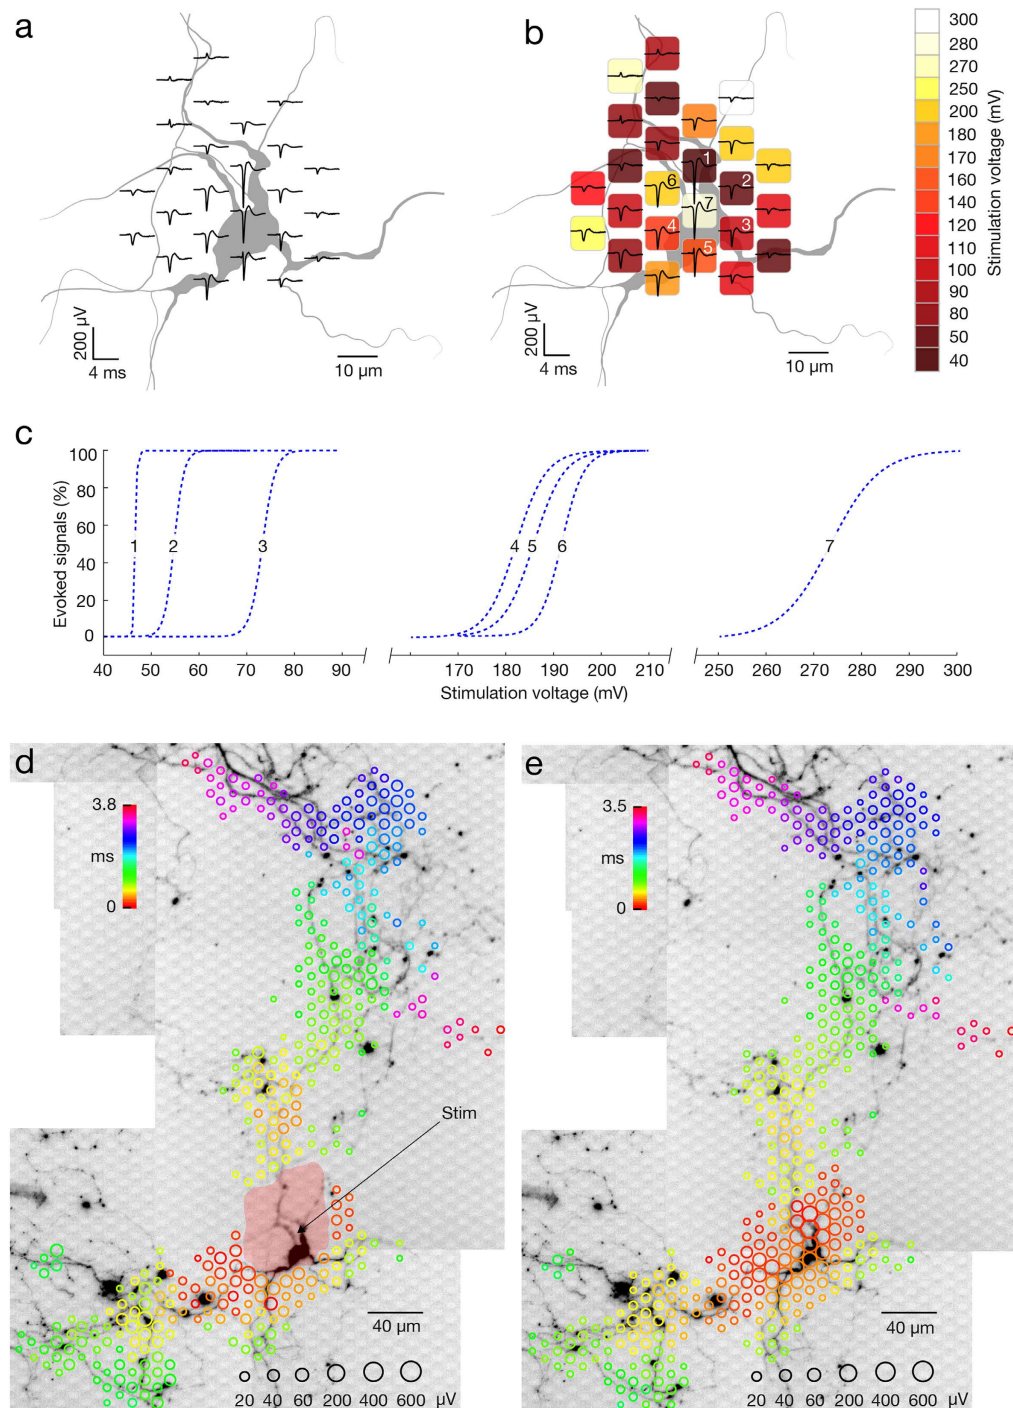 a
200 µV
4 ms
10 µm
b
1
2
3
4
5
6
7
10 µm
300
280
270
250
200
180
170
160
140
120
110
100
90
80
50
40
Stimulation voltage (mV)
c
Evoked signals (%)
100
80
60
40
20
0
1
2
3
4
5
6
7
40 50 60 70 80 90 170 180 190 200 210 250 260 270 280 290 300
Stimulation voltage (mV)
d
3.8
ms
0
Stim
40 µm
20 40 60 200 400 600 µV
e
3.5
ms
0
40 µm
20 40 60 200 400 600 µV